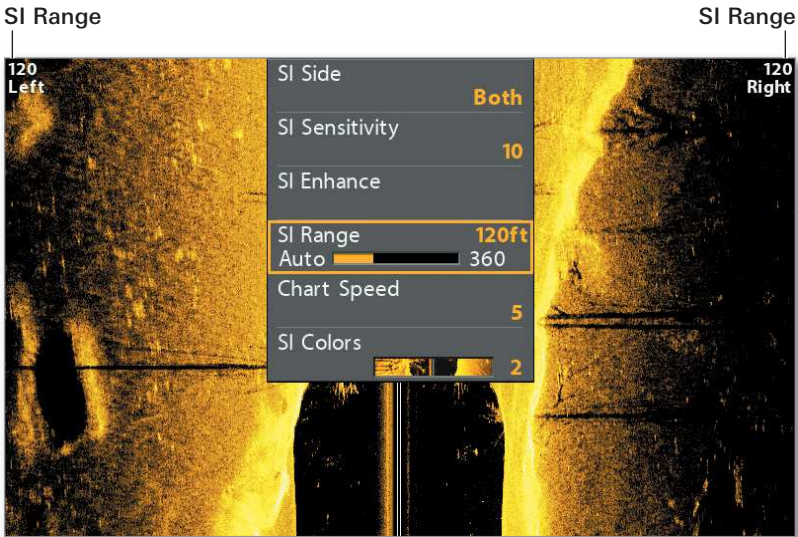 SI Range
SI Range
120
Left
120
Right
SI Side
Both
SI Sensitivity
10
SI Enhance
SI Range 120ft
Auto 360
Chart Speed
5
SI Colors
2